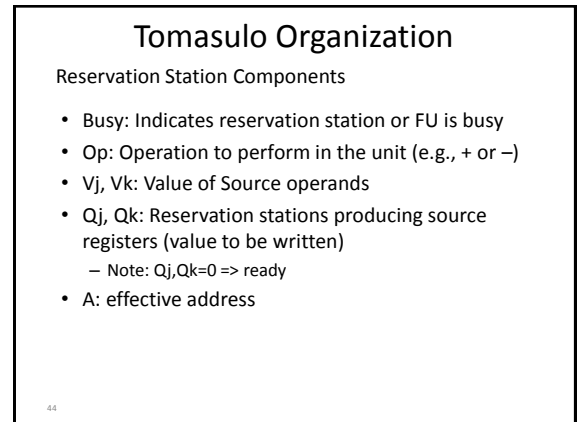 Tomasulo Organization
Reservation Station Components
• Busy: Indicates reservation station or FU is busy
• Op: Operation to perform in the unit (e.g., + or –)
• Vj, Vk: Value of Source operands
• Qj, Qk: Reservation stations producing source
registers (value to be written)
– Note: Qj,Qk=0 => ready
• A: effective address
44